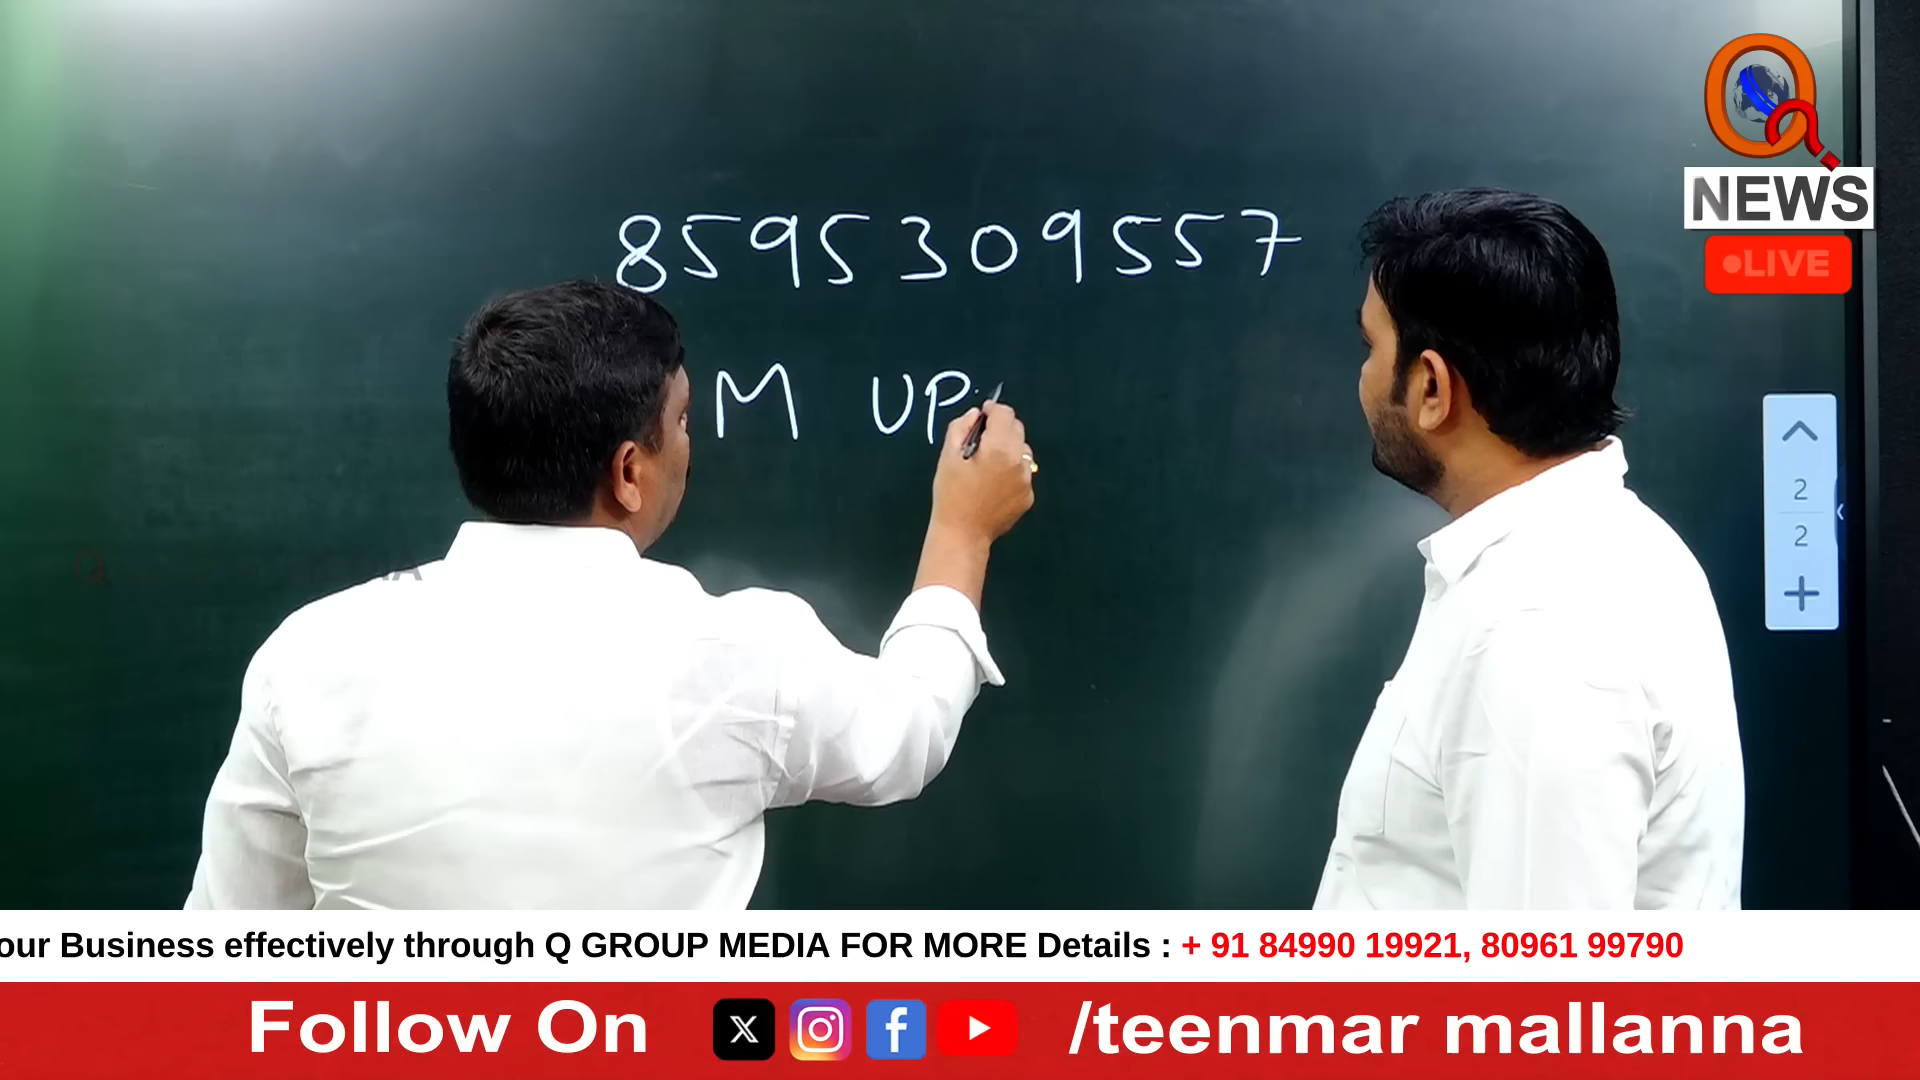 8595309557
M UP
Q
NEWS
LIVE
2
2
our Business effectively through Q GROUP MEDIA FOR MORE Details : + 91 84990 19921, 80961 99790
Follow On /teenmar mallanna